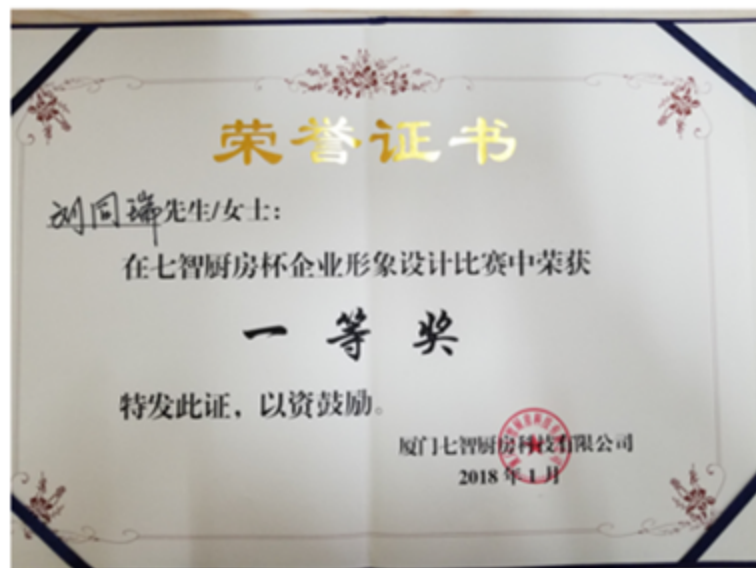 荣誉证书
刘同瑞先生/女士：
在七智厨房杯企业形象设计比赛中荣获
一等奖
特发此证，以资鼓励。
厦门七智厨房科技有限公司
2018年1月